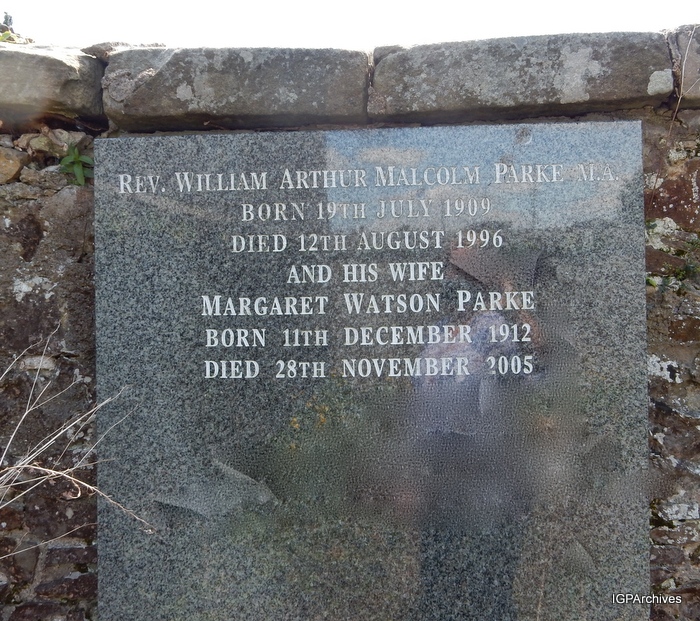 REV. WILLIAM ARTHUR MALCOLM PARKE M.A.
BORN 19TH JULY 1909
DIED 12TH AUGUST 1996
AND HIS WIFE
MARGARET WATSON PARKE
BORN 11TH DECEMBER 1912
DIED 28TH NOVEMBER 2005
IGPArchives